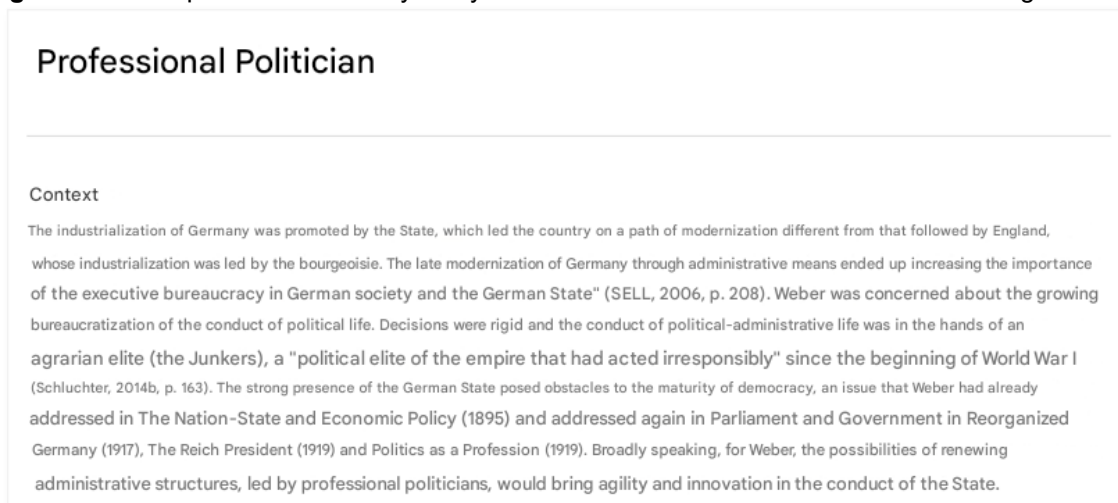 Professional Politician
Context
The industrialization of Germany was promoted by the State, which led the country on a path of modernization different from that followed by England,
whose industrialization was led by the bourgeoisie. The late modernization of Germany through administrative means ended up increasing the importance
of the executive bureaucracy in German society and the German State" (SELL, 2006, p. 208). Weber was concerned about the growing
bureaucratization of the conduct of political life. Decisions were rigid and the conduct of political-administrative life was in the hands of an
agrarian elite (the Junkers), a "political elite of the empire that had acted irresponsibly" since the beginning of World War I
(Schluchter, 2014b, p. 163). The strong presence of the German State posed obstacles to the maturity of democracy, an issue that Weber had already
addressed in The Nation-State and Economic Policy (1895) and addressed again in Parliament and Government in Reorganized
Germany (1917), The Reich President (1919) and Politics as a Profession (1919). Broadly speaking, for Weber, the possibilities of renewing
administrative structures, led by professional politicians, would bring agility and innovation in the conduct of the State.